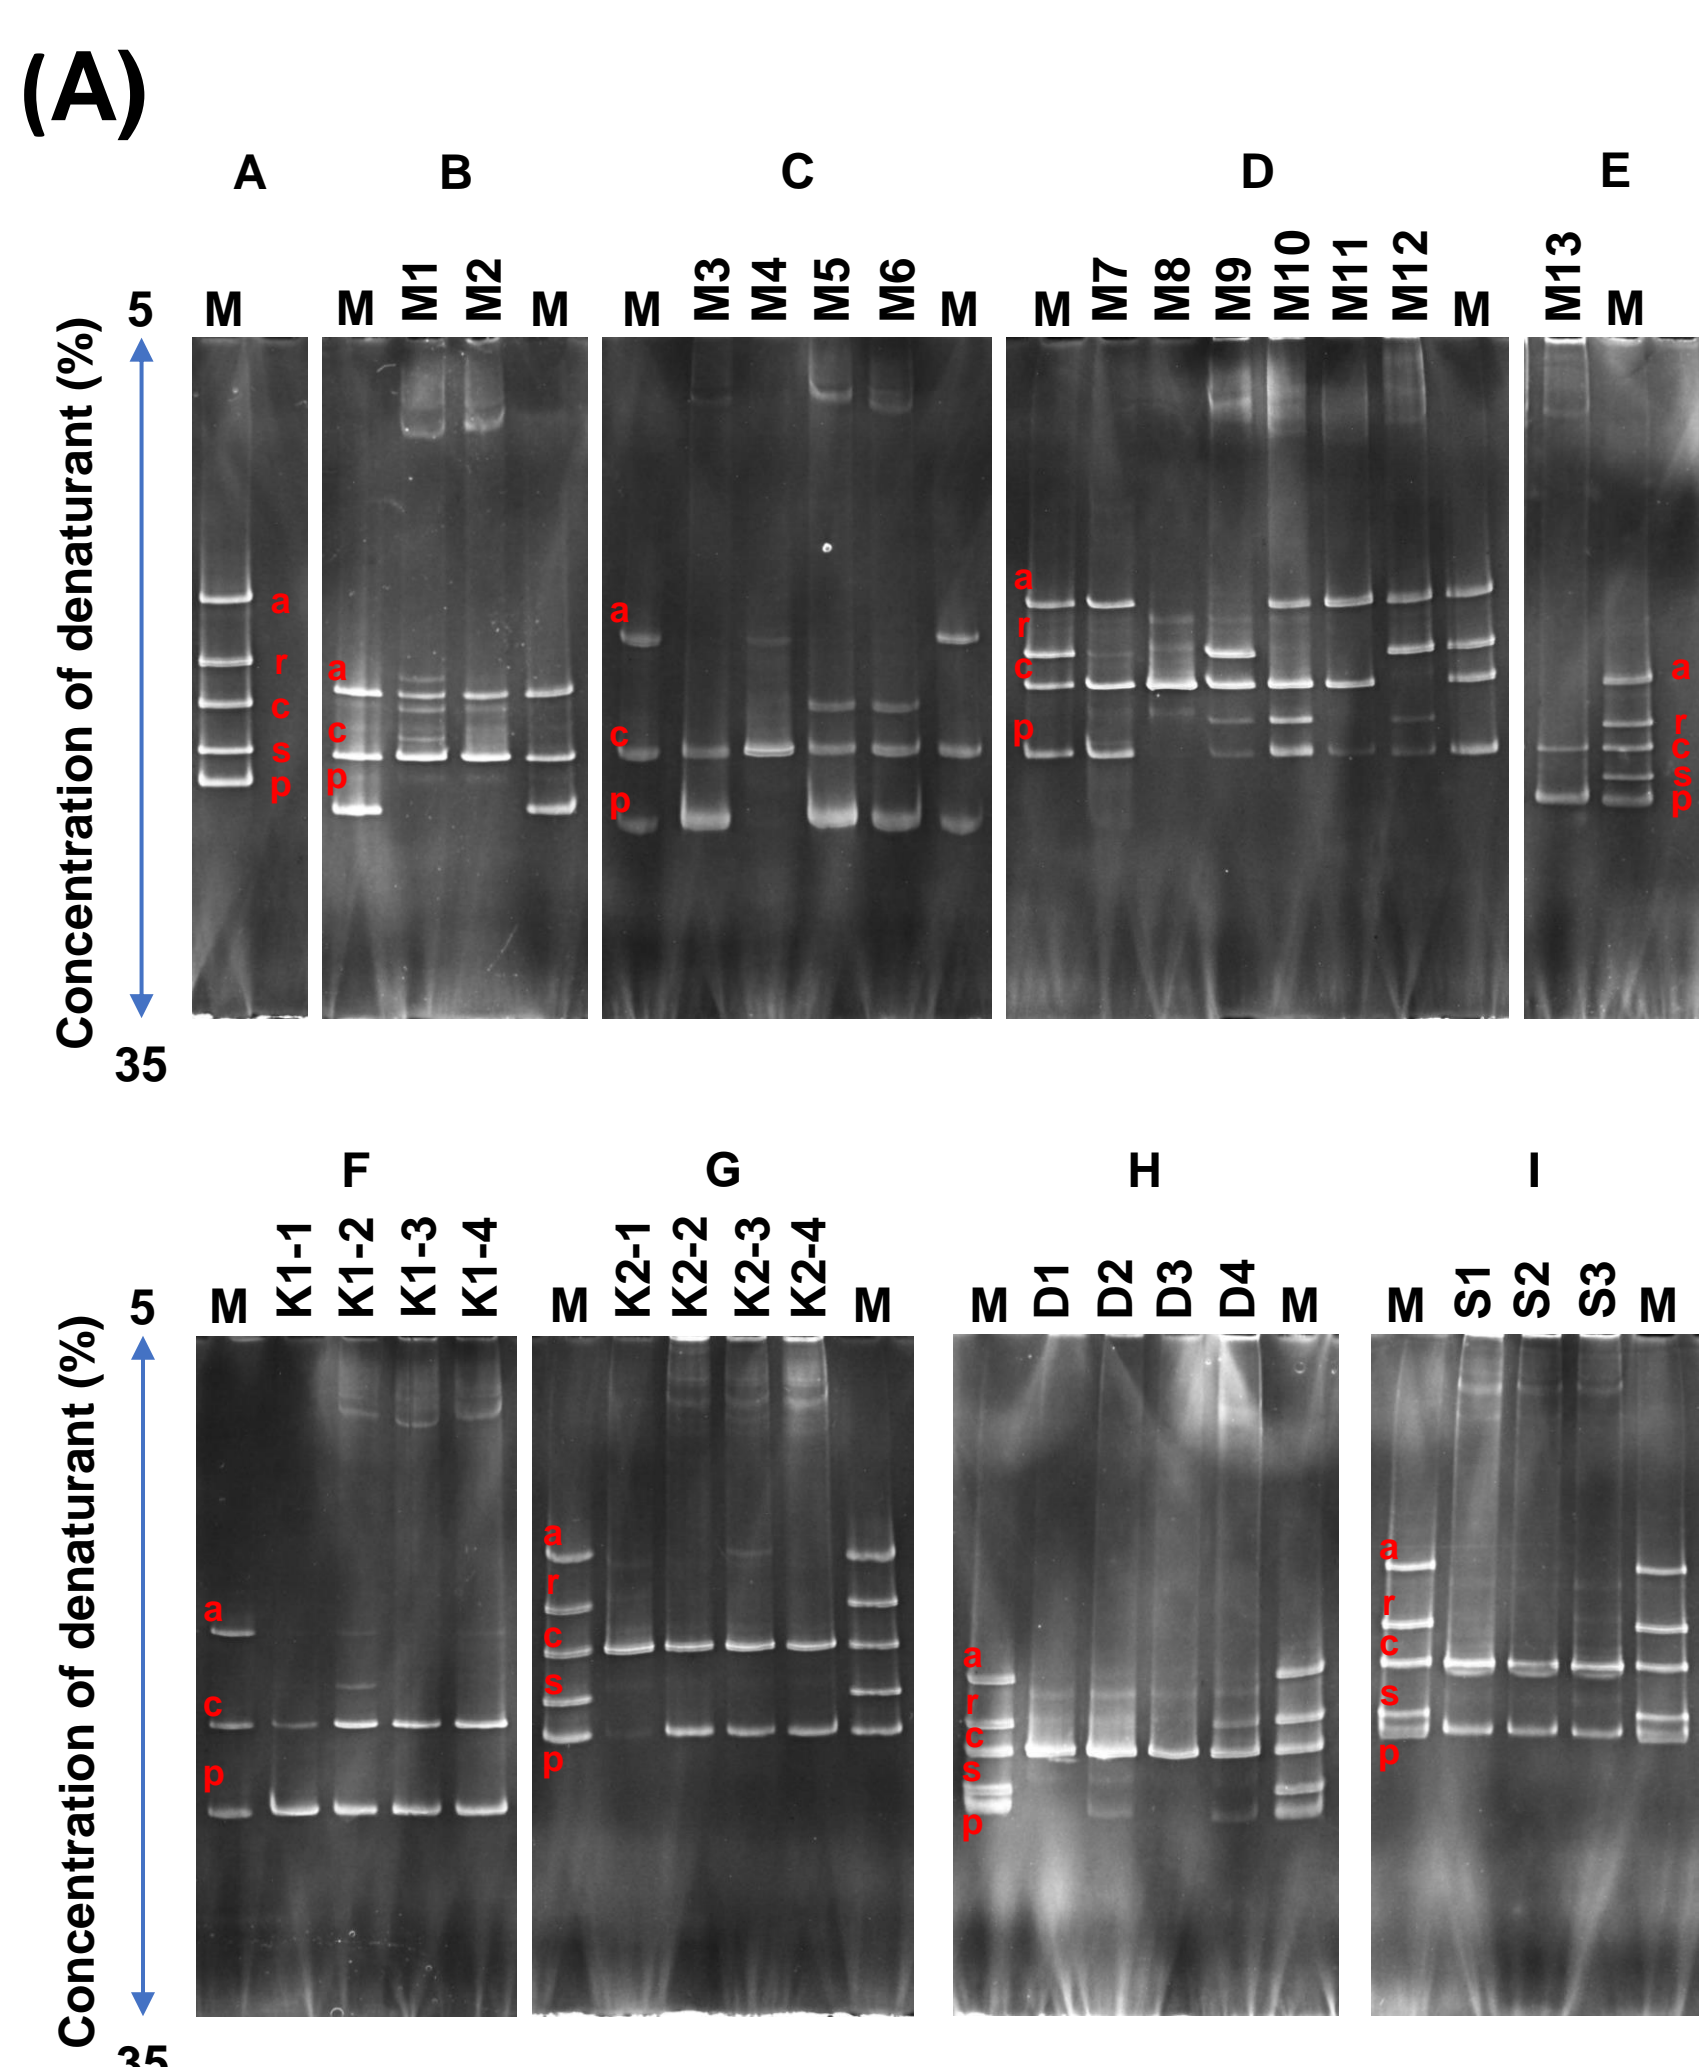 (A)
A B C D E
M M M1 M2 M M M3 M4 M5 M6 M M M7 M8 M9 M10 M11 M12 M M13 M
5
Concentration of denaturant (%)
35
a
r
c
s
p
a
c
p
a
c
p
a
r
c
p
a
r
c
s
p
F G H I
M K1-1 K1-2 K1-3 K1-4 M K2-1 K2-2 K2-3 K2-4 M M D1 D2 D3 D4 M M S1 S2 S3 M
5
Concentration of denaturant (%)
35
a
c
p
a
r
c
s
p
a
r
c
s
p
a
r
c
s
p